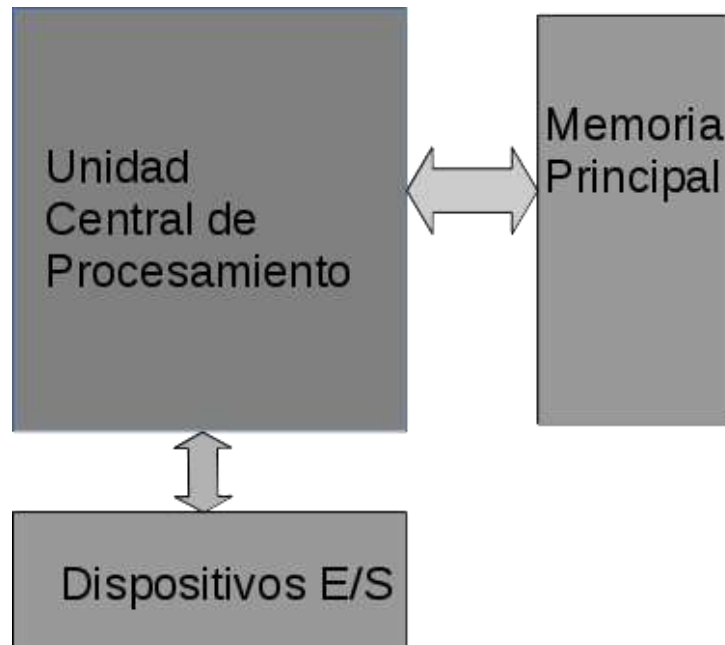 Unidad
Central de
Procesamiento
Memoria
Principal
Dispositivos E/S